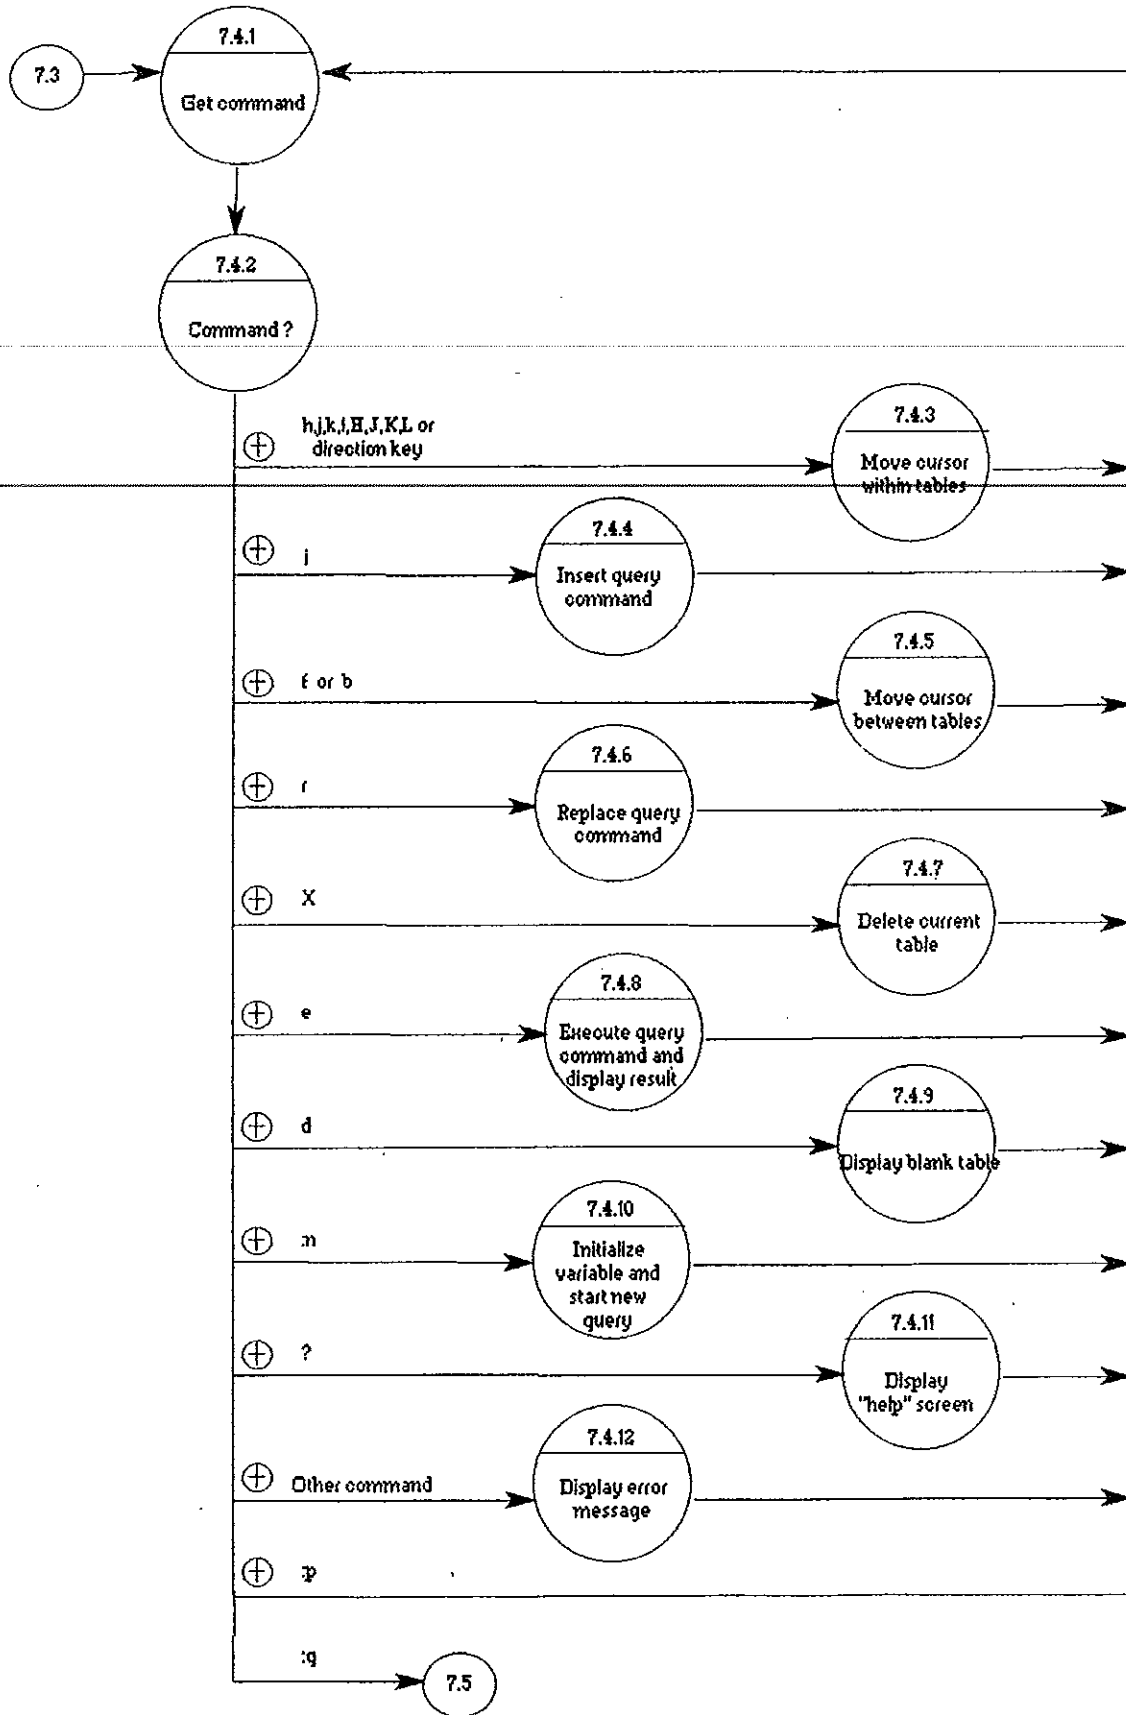 7.4.1
7.3
Get command
7.4.2
Command ?
h,j,k,l,H,J,K,L or
direction key
7.4.3
Move cursor
within tables
7.4.4
i
Insert query
command
7.4.5
f or b
Move cursor
between tables
7.4.6
r
Replace query
command
7.4.7
X
Delete current
table
7.4.8
e
Execute query
command and
display result
7.4.9
d
Display blank table
7.4.10
:n
Initialize
variable and
start new
query
7.4.11
?
Display
"help" screen
7.4.12
Other command
Display error
message
:p
:q
7.5